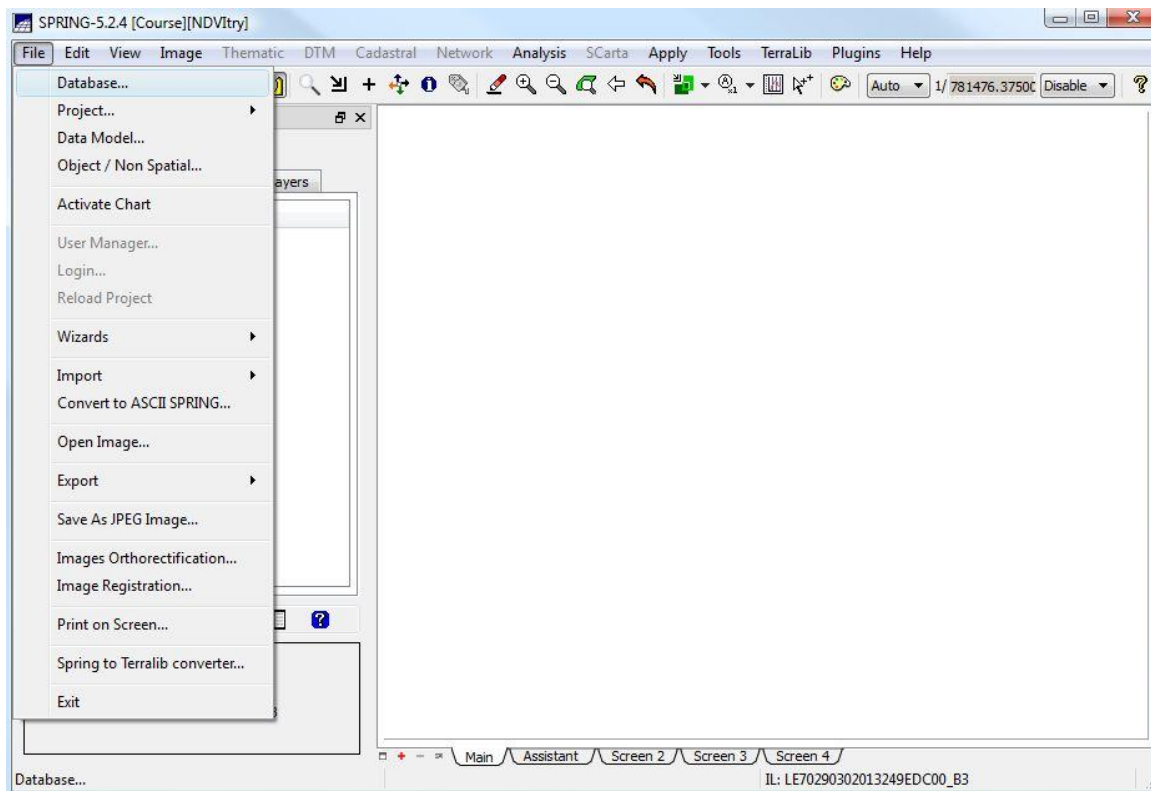 SPRING-5.2.4 [Course][NDVItry]
File Edit View Image Thematic DTM Cadastral Network Analysis SCarta Apply Tools TerraLib Plugins Help
Auto 1/ 781476.3750 Disable
Database...
Project...
Data Model...
Object / Non Spatial...
ayers
Activate Chart
User Manager...
Login...
Reload Project
Wizards
Import
Convert to ASCII SPRING...
Open Image...
Export
Save As JPEG Image...
Images Orthorectification...
Image Registration...
Print on Screen...
Spring to Terralib converter...
Exit
Main Assistant Screen 2 Screen 3 Screen 4
Database... IL: LE70290302013249EDC00_B3